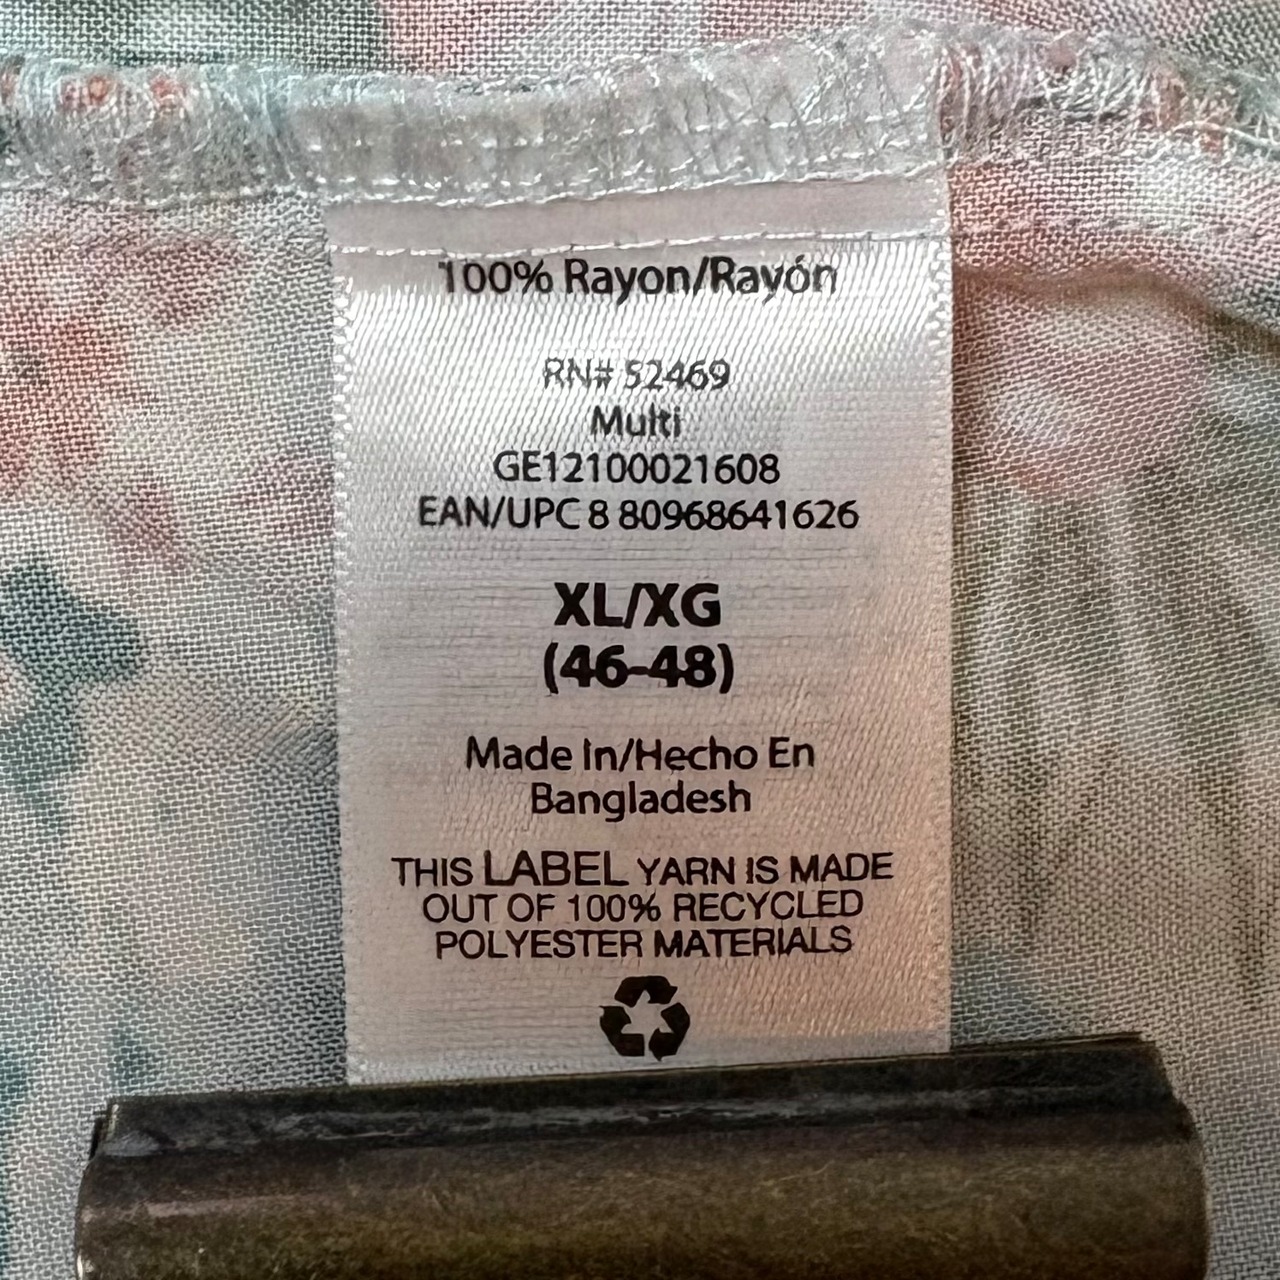 100% Rayon/Rayón
RN# 52469
Multi
GE12100021608
EAN/UPC 8 80968641626
XL/XG
(46-48)
Made In/Hecho En
Bangladesh
THIS LABEL YARN IS MADE
OUT OF 100% RECYCLED
POLYESTER MATERIALS